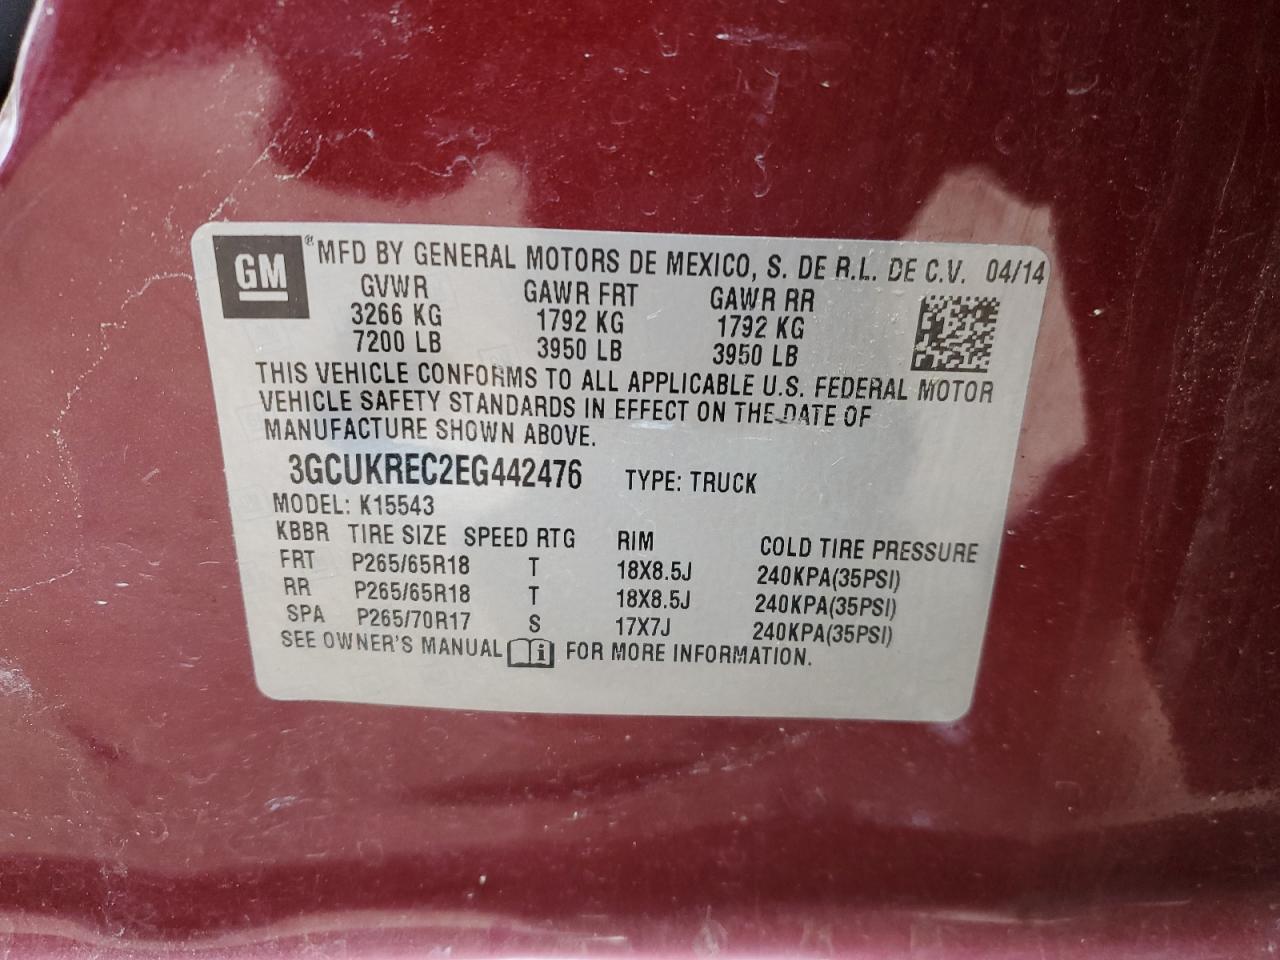 GM ® MFD BY GENERAL MOTORS DE MEXICO, S. DE R.L. DE C.V. 04/14
GVWR GAWR FRT GAWR RR
3266 KG 1792 KG 1792 KG
7200 LB 3950 LB 3950 LB
THIS VEHICLE CONFORMS TO ALL APPLICABLE U.S. FEDERAL MOTOR
VEHICLE SAFETY STANDARDS IN EFFECT ON THE DATE OF
MANUFACTURE SHOWN ABOVE.
3GCUKREC2EG442476 TYPE: TRUCK
MODEL: K15543
KBBR TIRE SIZE SPEED RTG RIM COLD TIRE PRESSURE
FRT P265/65R18 T 18X8.5J 240KPA(35PSI)
RR P265/65R18 T 18X8.5J 240KPA(35PSI)
SPA P265/70R17 S 17X7J 240KPA(35PSI)
SEE OWNER'S MANUAL i FOR MORE INFORMATION.